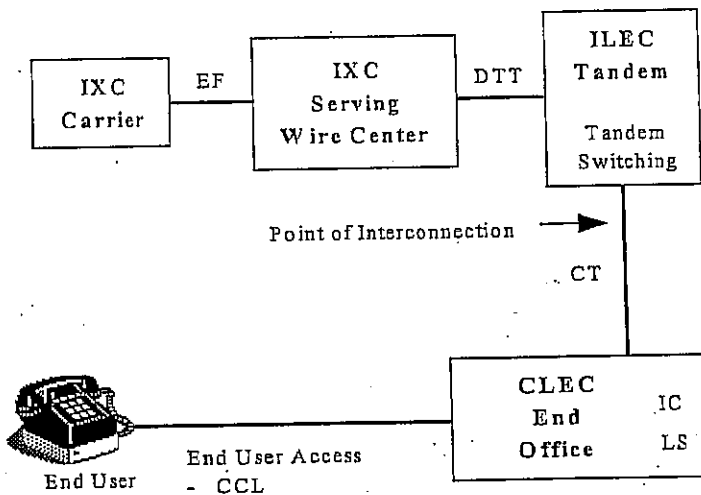 IXC
Carrier
EF
IXC
Serving
Wire Center
DTT
ILEC
Tandem
Tandem
Switching
Point of Interconnection
CT
CLEC
End
Office
IC
LS
End User
End User Access
- CCL